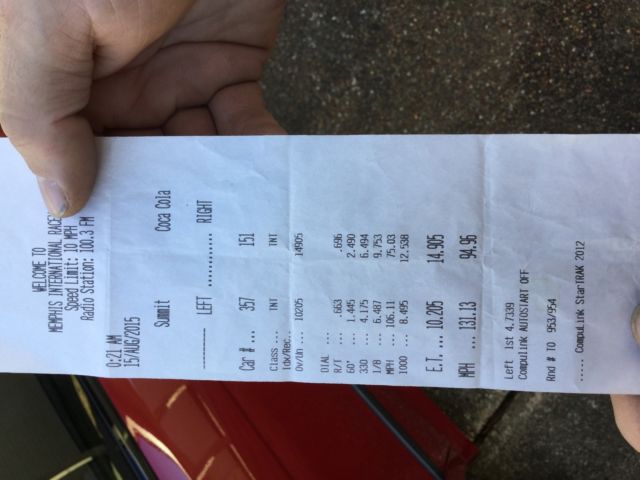 WELCOME TO
MEMPHIS INTERNATIONAL
Speed Limit: 10 MPH
Radio Station: 100.3 FM
0:21 AM
15/AUG/2015
Summit Coca Cola
-------- LEFT ............ RIGHT
Car # ... 357 151
Class ... TNT TNT
Idx/Rec..
Ov/Un .. 10205 14905
DIAL ...
R/T ... .663 .696
60' ... 1.445 2.490
330 ... 4.175 6.494
1/8 ... 6.487 9.753
MPH ... 106.11 75.03
1000 ... 8.495 12.538
E.T. ... 10.205 14.905
MPH ... 131.13 94.96
Left 1st 4.7339
CompuLink AUTOSTART OFF
Rnd # TO 953/954
..... CompuLink StarTRAK 2012